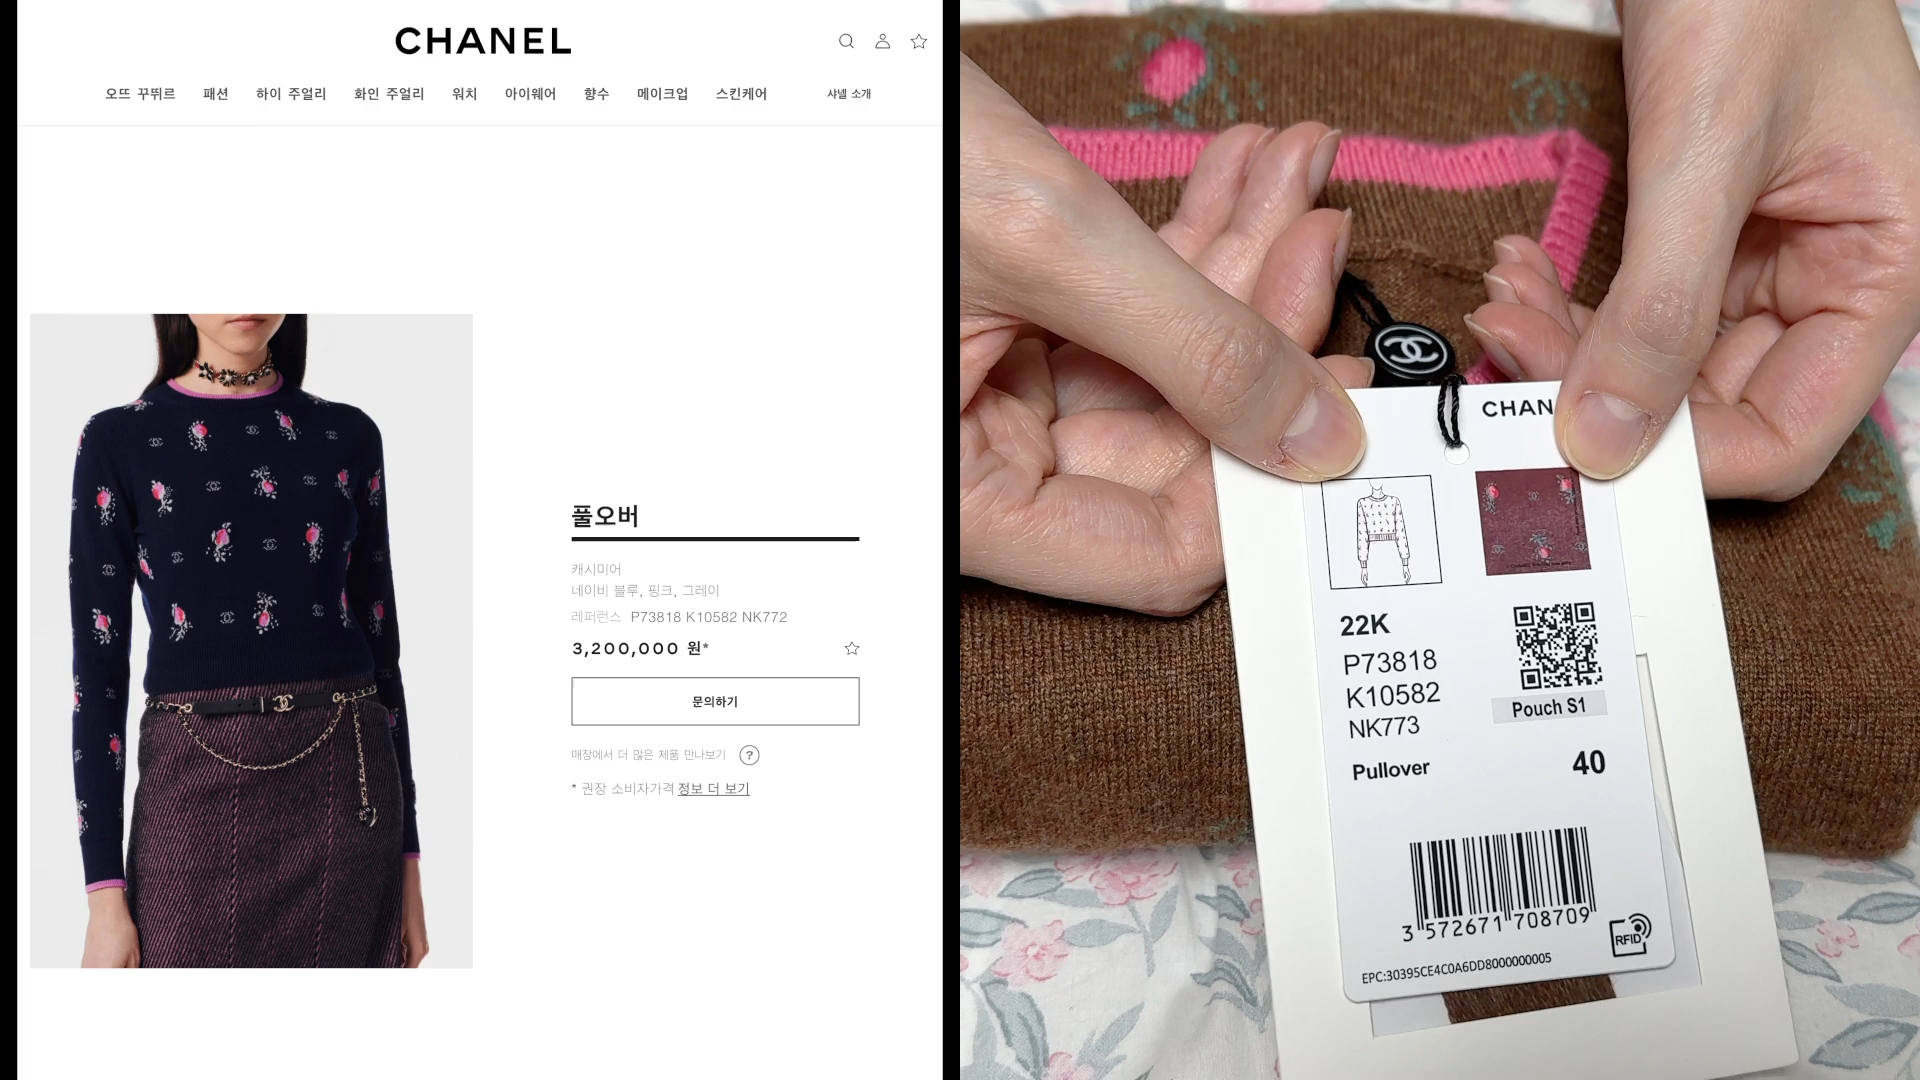 CHANEL
오뜨 꾸뛰르 패션 하이 주얼리 화인 주얼리 워치 아이웨어 향수 메이크업 스킨케어 샤넬 소개
풀오버
캐시미어
네이비 블루, 핑크, 그레이
레퍼런스 P73818 K10582 NK772
3,200,000 원*
문의하기
매장에서 더 많은 제품 만나보기 ?
* 권장 소비자가격 정보 더 보기
CHAN
22K
P73818
K10582
NK773
Pouch S1
Pullover 40
3 572671 708709
RFID
EPC:30395CE4C0A6DD8000000005